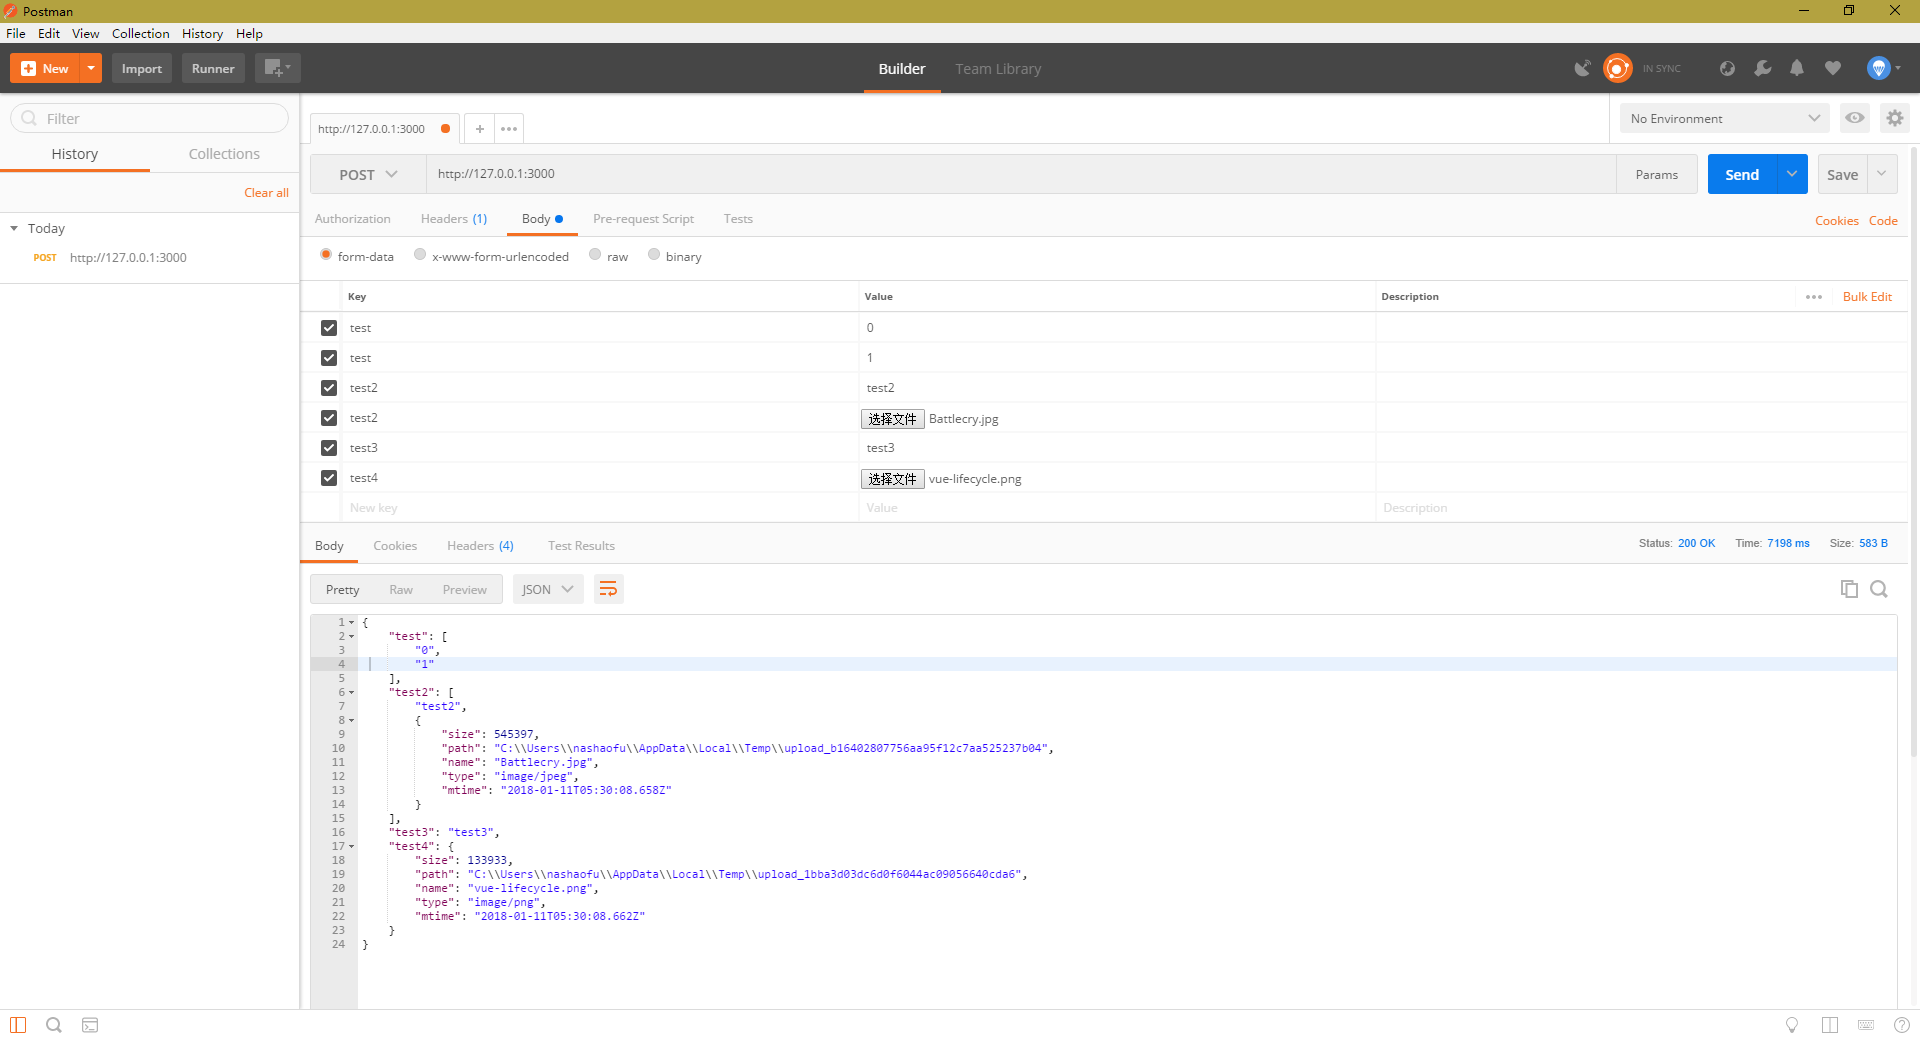 Postman
File Edit View Collection History Help
New Import Runner Builder Team Library IN SYNC
Filter
History Collections
Clear all
Today
POST http://127.0.0.1:3000
http://127.0.0.1:3000 + ••• No Environment
POST http://127.0.0.1:3000 Params Send Save
Authorization Headers (1) Body Pre-request Script Tests Cookies Code
form-data x-www-form-urlencoded raw binary
Key Value Description ••• Bulk Edit
test 0
test 1
test2 test2
test2 选择文件 Battlecry.jpg
test3 test3
test4 选择文件 vue-lifecycle.png
New key Value Description
Body Cookies Headers (4) Test Results Status: 200 OK Time: 7198 ms Size: 583 B
Pretty Raw Preview JSON
1 {
2 "test": [
3 "0",
4 "1"
5 ],
6 "test2": [
7 "test2",
8 {
9 "size": 545397,
10 "path": "C:\\Users\\nashaofu\\AppData\\Local\\Temp\\upload_b16402807756aa95f12c7aa525237b04",
11 "name": "Battlecry.jpg",
12 "type": "image/jpeg",
13 "mtime": "2018-01-11T05:30:08.658Z"
14 }
15 ],
16 "test3": "test3",
17 "test4": {
18 "size": 133933,
19 "path": "C:\\Users\\nashaofu\\AppData\\Local\\Temp\\upload_1bba3d03dc6d0f6044ac09056640cda6",
20 "name": "vue-lifecycle.png",
21 "type": "image/png",
22 "mtime": "2018-01-11T05:30:08.662Z"
23 }
24 }